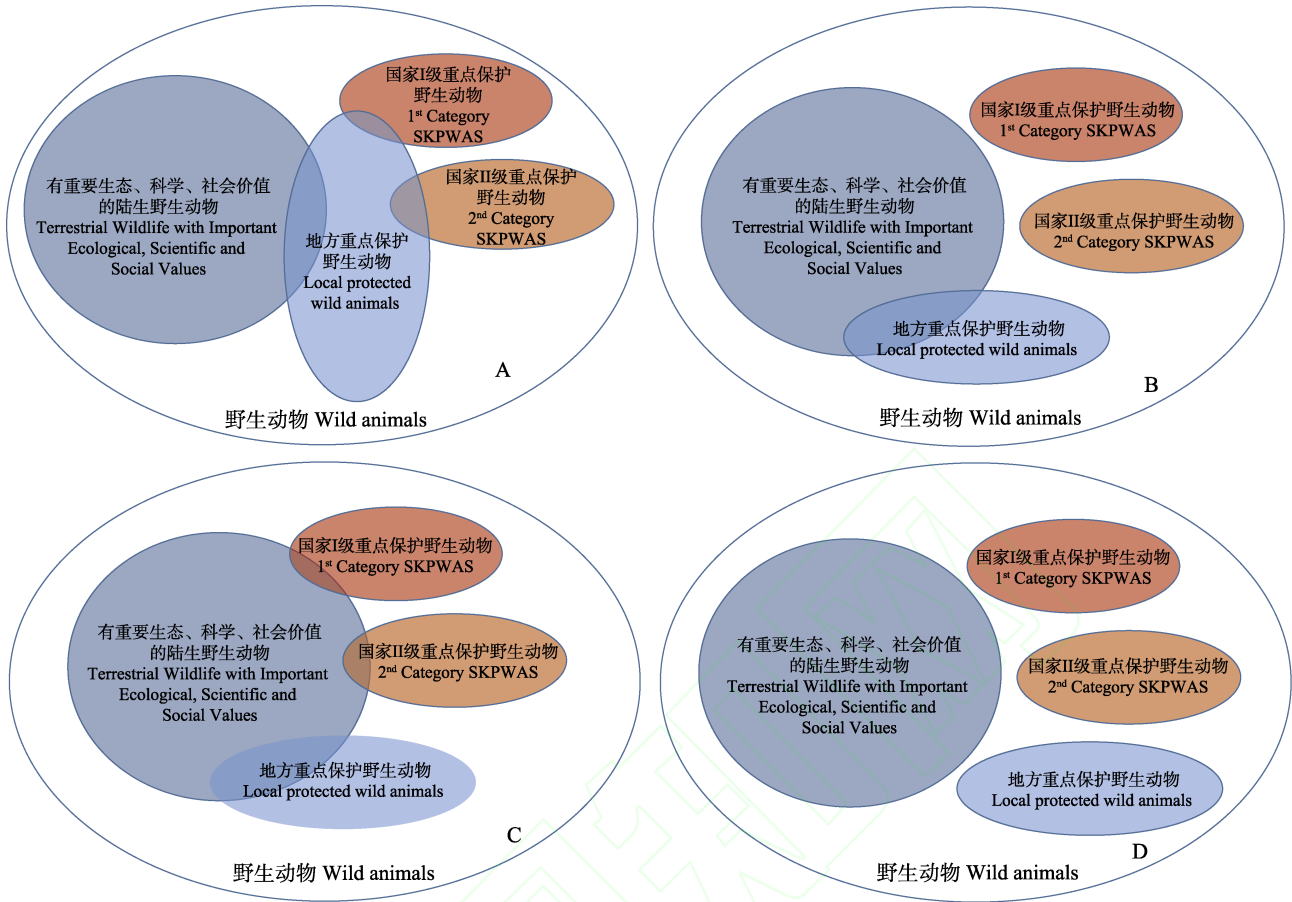 国家I级重点保护
野生动物
1st Category
SKPWAS
有重要生态、科学、社会价值
的陆生野生动物
Terrestrial Wildlife with Important
Ecological, Scientific and
Social Values
国家II级重点保护
野生动物
2nd Category
SKPWAS
地方重点保护
野生动物
Local protected
wild animals
A
野生动物 Wild animals
国家I级重点保护野生动物
1st Category SKPWAS
有重要生态、科学、社会价值
的陆生野生动物
Terrestrial Wildlife with Important
Ecological, Scientific and
Social Values
国家II级重点保护野生动物
2nd Category SKPWAS
地方重点保护野生动物
Local protected wild animals
B
野生动物 Wild animals
国家I级重点保护野生动物
1st Category SKPWAS
有重要生态、科学、社会价值
的陆生野生动物
Terrestrial Wildlife with Important
Ecological, Scientific and
Social Values
国家II级重点保护野生动物
2nd Category SKPWAS
地方重点保护野生动物
Local protected wild animals
C
野生动物 Wild animals
国家I级重点保护野生动物
1st Category SKPWAS
有重要生态、科学、社会价值
的陆生野生动物
Terrestrial Wildlife with Important
Ecological, Scientific and
Social Values
国家II级重点保护野生动物
2nd Category SKPWAS
地方重点保护野生动物
Local protected wild animals
D
野生动物 Wild animals